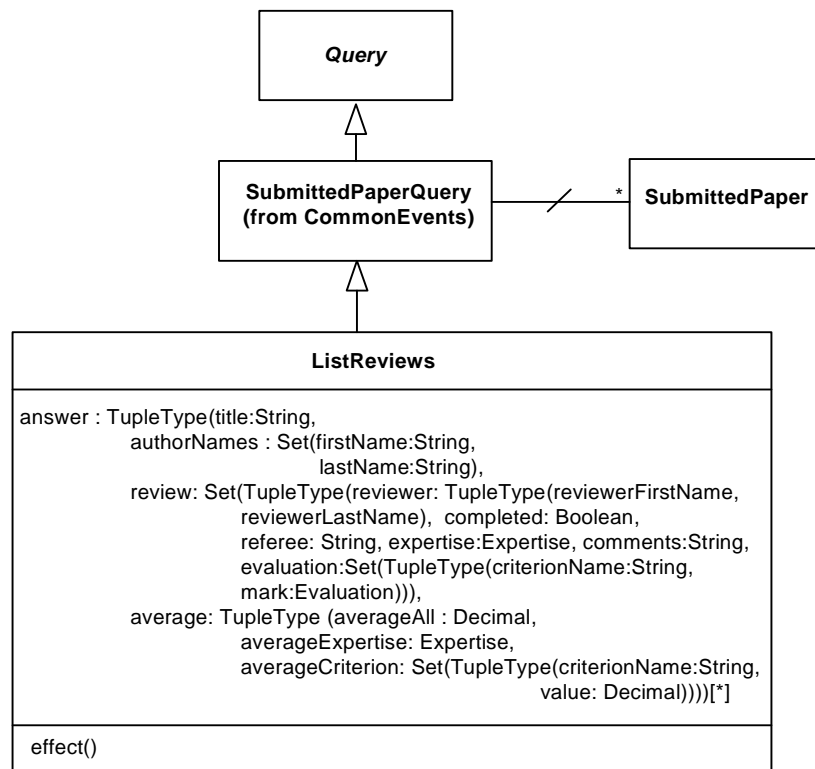 Query
SubmittedPaperQuery
(from CommonEvents)
*
SubmittedPaper
ListReviews
answer : TupleType(title:String,
authorNames : Set(firstName:String,
lastName:String),
review: Set(TupleType(reviewer: TupleType(reviewerFirstName,
reviewerLastName), completed: Boolean,
referee: String, expertise:Expertise, comments:String,
evaluation:Set(TupleType(criterionName:String,
mark:Evaluation))),
average: TupleType (averageAll : Decimal,
averageExpertise: Expertise,
averageCriterion: Set(TupleType(criterionName:String,
value: Decimal))))[*]
effect()